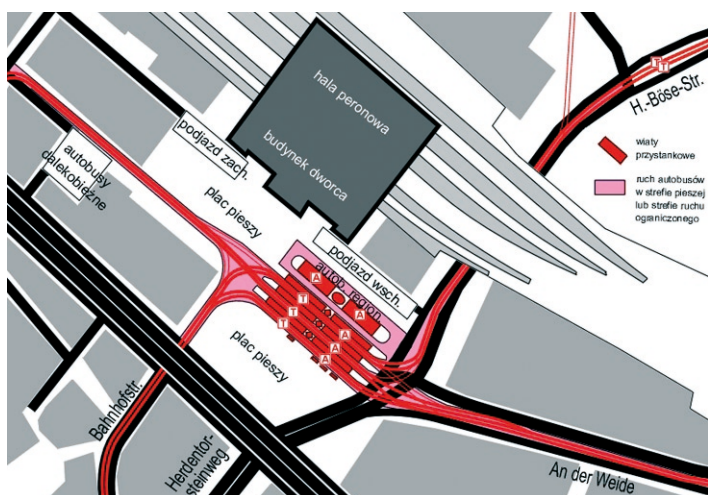 hala peronowa
budynek dworca
H.-Böse-Str.
T
T
wiaty
przystankowe
ruch autobusów
w strefie pieszej
lub strefie ruchu
ograniczonego
podjazd zach.
autobusy
dalekobieżne
plac pieszy
podjazd wsch.
autob. region.
A
A
T
T
T
A
A
A
plac pieszy
Bahnhofstr.
Herdentor-
steinweg
An der Weide